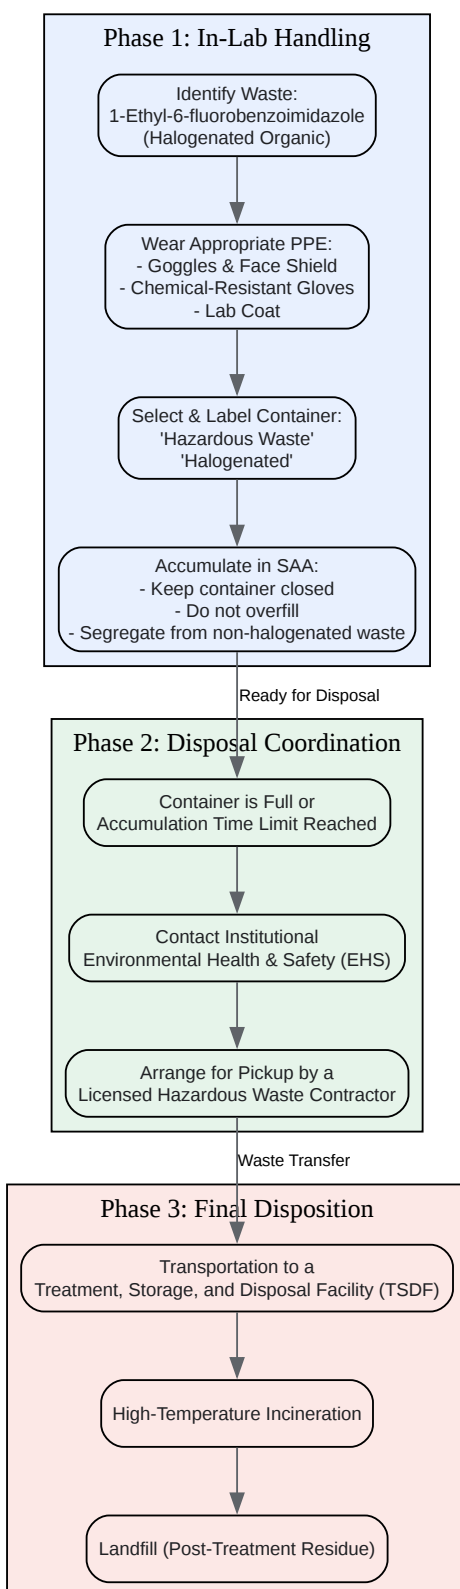 Phase 1: In-Lab Handling
Identify Waste:
1-Ethyl-6-fluorobenzoimidazole
(Halogenated Organic)
Wear Appropriate PPE:
- Goggles & Face Shield
- Chemical-Resistant Gloves
- Lab Coat
Select & Label Container:
'Hazardous Waste'
'Halogenated'
Accumulate in SAA:
- Keep container closed
- Do not overfill
- Segregate from non-halogenated waste
Ready for Disposal
Phase 2: Disposal Coordination
Container is Full or
Accumulation Time Limit Reached
Contact Institutional
Environmental Health & Safety (EHS)
Arrange for Pickup by a
Licensed Hazardous Waste Contractor
Waste Transfer
Phase 3: Final Disposition
Transportation to a
Treatment, Storage, and Disposal Facility (TSDF)
High-Temperature Incineration
Landfill (Post-Treatment Residue)